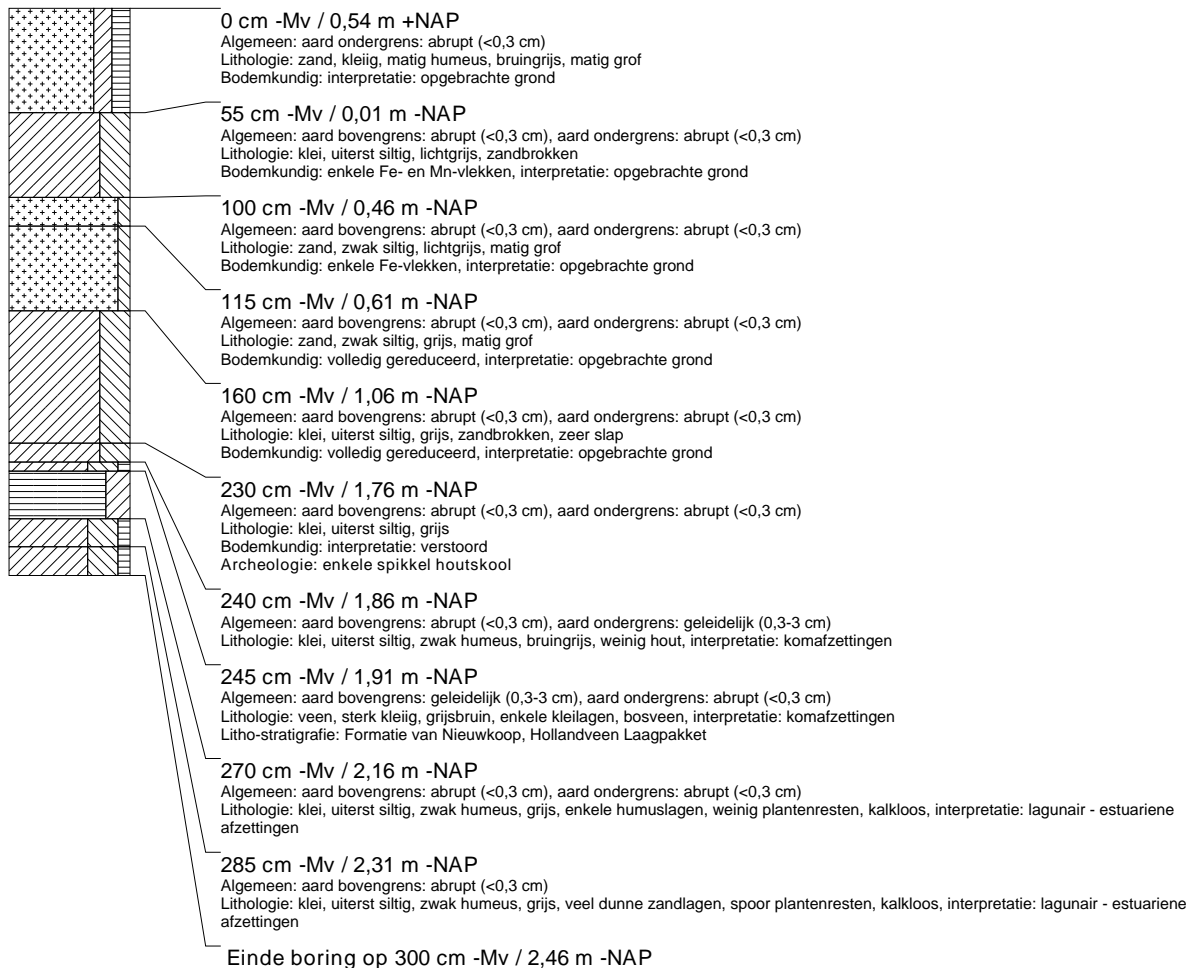 0 cm -Mv / 0,54 m +NAP
Algemeen: aard ondergrens: abrupt (<0,3 cm)
Lithologie: zand, kleiig, matig humeus, bruingrijs, matig grof
Bodemkundig: interpretatie: opgebrachte grond
55 cm -Mv / 0,01 m -NAP
Algemeen: aard bovengrens: abrupt (<0,3 cm), aard ondergrens: abrupt (<0,3 cm)
Lithologie: klei, uiterst siltig, lichtgrijs, zandbrokken
Bodemkundig: enkele Fe- en Mn-vlekken, interpretatie: opgebrachte grond
100 cm -Mv / 0,46 m -NAP
Algemeen: aard bovengrens: abrupt (<0,3 cm), aard ondergrens: abrupt (<0,3 cm)
Lithologie: zand, zwak siltig, lichtgrijs, matig grof
Bodemkundig: enkele Fe-vlekken, interpretatie: opgebrachte grond
115 cm -Mv / 0,61 m -NAP
Algemeen: aard bovengrens: abrupt (<0,3 cm), aard ondergrens: abrupt (<0,3 cm)
Lithologie: zand, zwak siltig, grijs, matig grof
Bodemkundig: volledig gereduceerd, interpretatie: opgebrachte grond
160 cm -Mv / 1,06 m -NAP
Algemeen: aard bovengrens: abrupt (<0,3 cm), aard ondergrens: abrupt (<0,3 cm)
Lithologie: klei, uiterst siltig, grijs, zandbrokken, zeer slap
Bodemkundig: volledig gereduceerd, interpretatie: opgebrachte grond
230 cm -Mv / 1,76 m -NAP
Algemeen: aard bovengrens: abrupt (<0,3 cm), aard ondergrens: abrupt (<0,3 cm)
Lithologie: klei, uiterst siltig, grijs
Bodemkundig: interpretatie: verstoord
Archeologie: enkele spikkel houtskool
240 cm -Mv / 1,86 m -NAP
Algemeen: aard bovengrens: abrupt (<0,3 cm), aard ondergrens: geleidelijk (0,3-3 cm)
Lithologie: klei, uiterst siltig, zwak humeus, bruingrijs, weinig hout, interpretatie: komafzettingen
245 cm -Mv / 1,91 m -NAP
Algemeen: aard bovengrens: geleidelijk (0,3-3 cm), aard ondergrens: abrupt (<0,3 cm)
Lithologie: veen, sterk kleiig, grijsbruin, enkele kleilagen, bosveen, interpretatie: komafzettingen
Litho-stratigrafie: Formatie van Nieuwkoop, Hollandveen Laagpakket
270 cm -Mv / 2,16 m -NAP
Algemeen: aard bovengrens: abrupt (<0,3 cm), aard ondergrens: abrupt (<0,3 cm)
Lithologie: klei, uiterst siltig, zwak humeus, grijs, enkele humuslagen, weinig plantenresten, kalkloos, interpretatie: lagunair - estuariene
afzettingen
285 cm -Mv / 2,31 m -NAP
Algemeen: aard bovengrens: abrupt (<0,3 cm)
Lithologie: klei, uiterst siltig, zwak humeus, grijs, veel dunne zandlagen, spoor plantenresten, kalkloos, interpretatie: lagunair - estuariene
afzettingen
Einde boring op 300 cm -Mv / 2,46 m -NAP